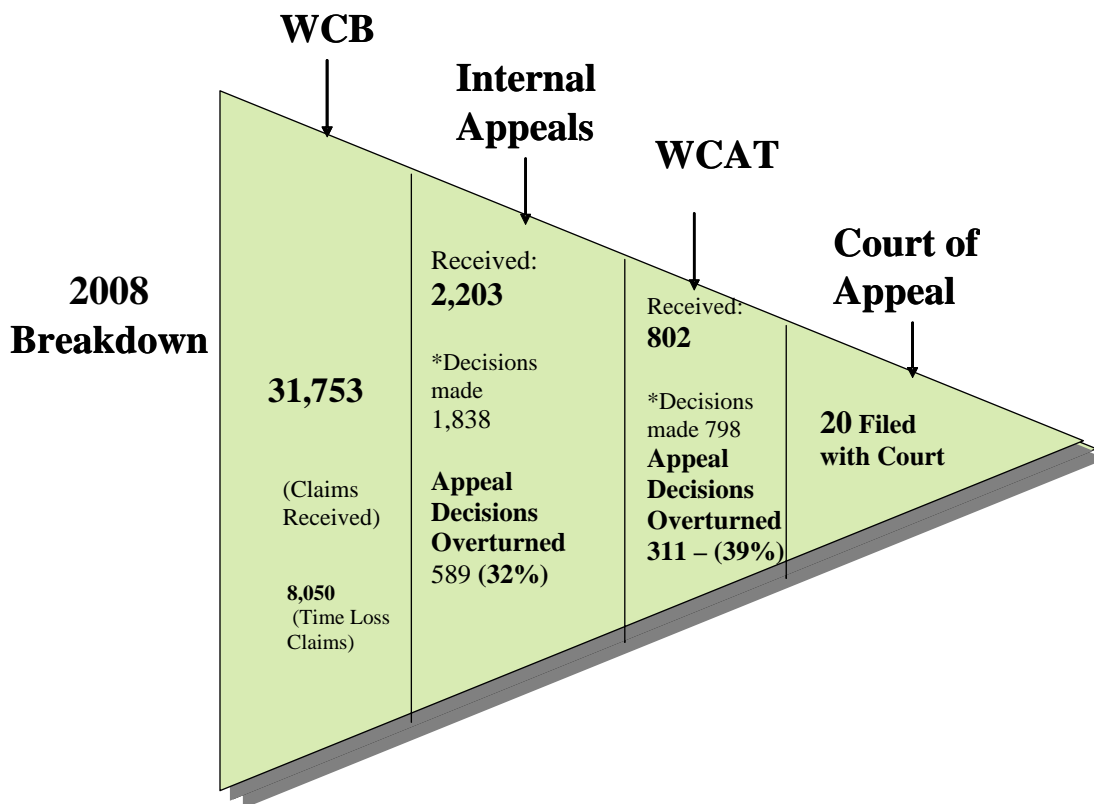 WCB
Internal
Appeals
WCAT
Court of
Appeal
2008
Breakdown
31,753
(Claims
Received)
8,050
(Time Loss
Claims)
Received:
2,203
*Decisions
made
1,838
Appeal
Decisions
Overturned
589 (32%)
Received:
802
*Decisions
made 798
Appeal
Decisions
Overturned
311 – (39%)
20 Filed
with Court